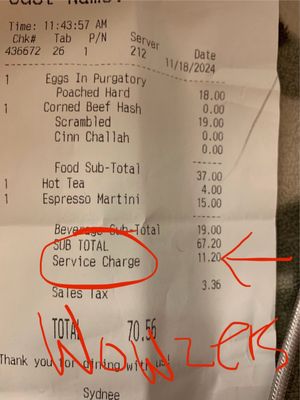 Time: 11:43:57 AM
Chk# Tab P/N Server Date
436672 26 1 212 11/18/2024
1 Eggs In Purgatory
Poached Hard 18.00
1 Corned Beef Hash 0.00
Scrambled 19.00
Cinn Challah 0.00
0.00
Food Sub-Total 37.00
1 Hot Tea 4.00
1 Espresso Martini 15.00
Beverage Sub-Total 19.00
SUB TOTAL 67.20
Service Charge 11.20
Sales Tax 3.36
TOTAL 70.56
WOWZERS
Thank you for dining with us!
Sydnee